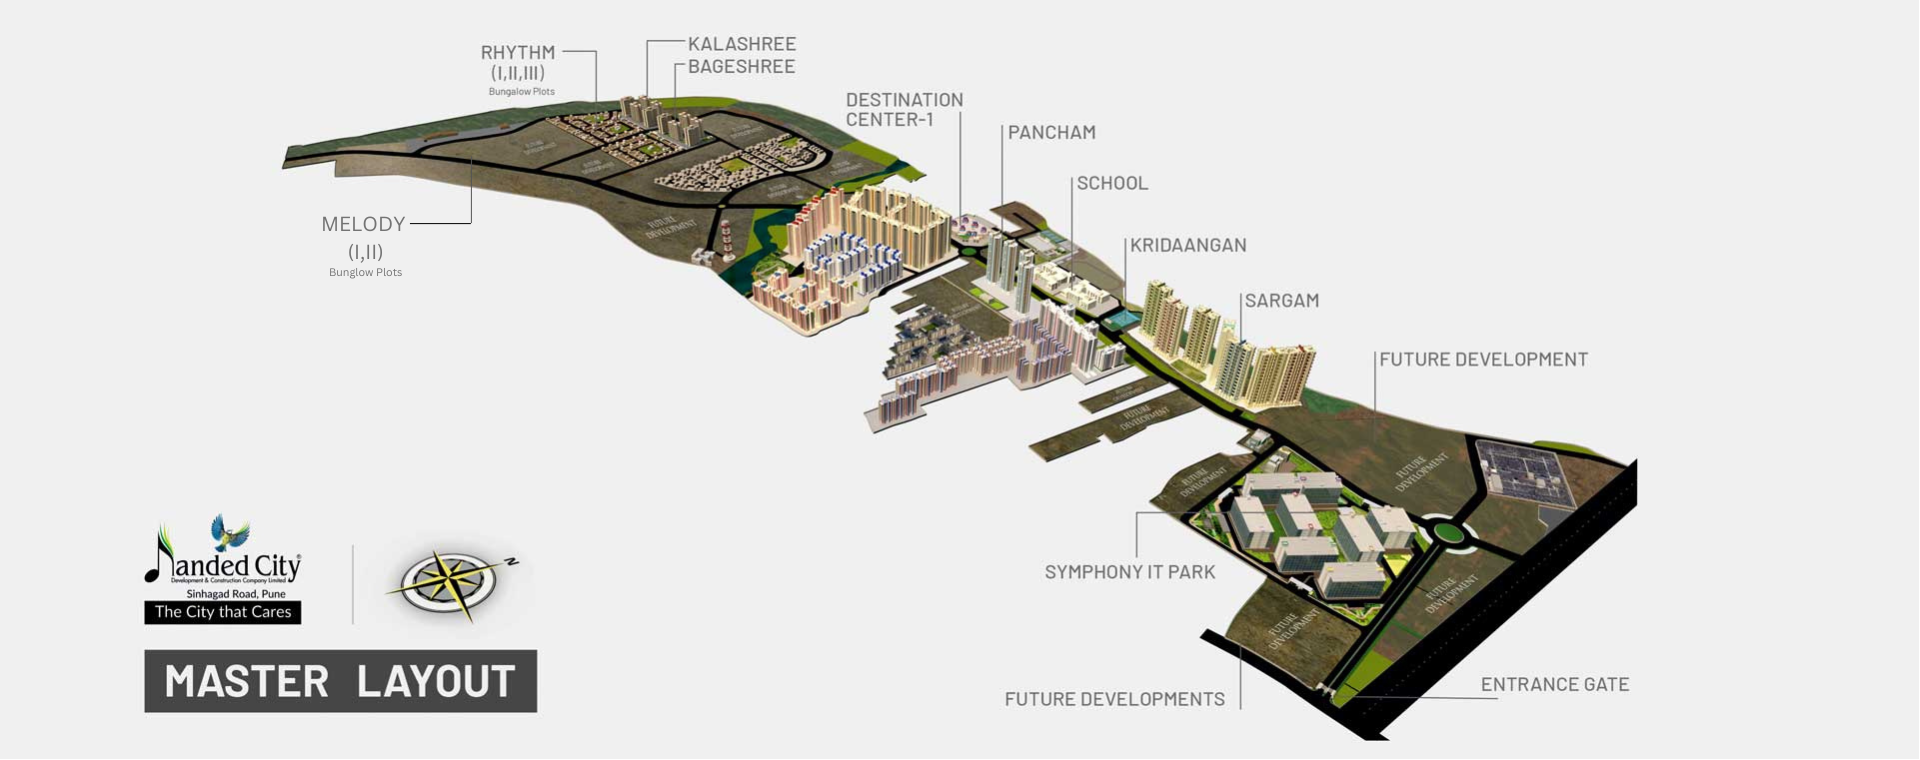 RHYTHM
(I,II,III)
Bungalow Plots
KALASHREE
BAGESHREE
DESTINATION
CENTER-1
PANCHAM
SCHOOL
MELODY
(I,II)
Bunglow Plots
KRIDAANGAN
SARGAM
FUTURE DEVELOPMENT
FUTURE
DEVELOPMENT
FUTURE
DEVELOPMENT
FUTURE
DEVELOPMENT
FUTURE
DEVELOPMENT
FUTURE
DEVELOPMENT
FUTURE
DEVELOPMENT
SYMPHONY IT PARK
FUTURE DEVELOPMENTS
ENTRANCE GATE
Nanded City®
Development & Construction Company Limited
Sinhagad Road, Pune
The City that Cares
N
MASTER LAYOUT